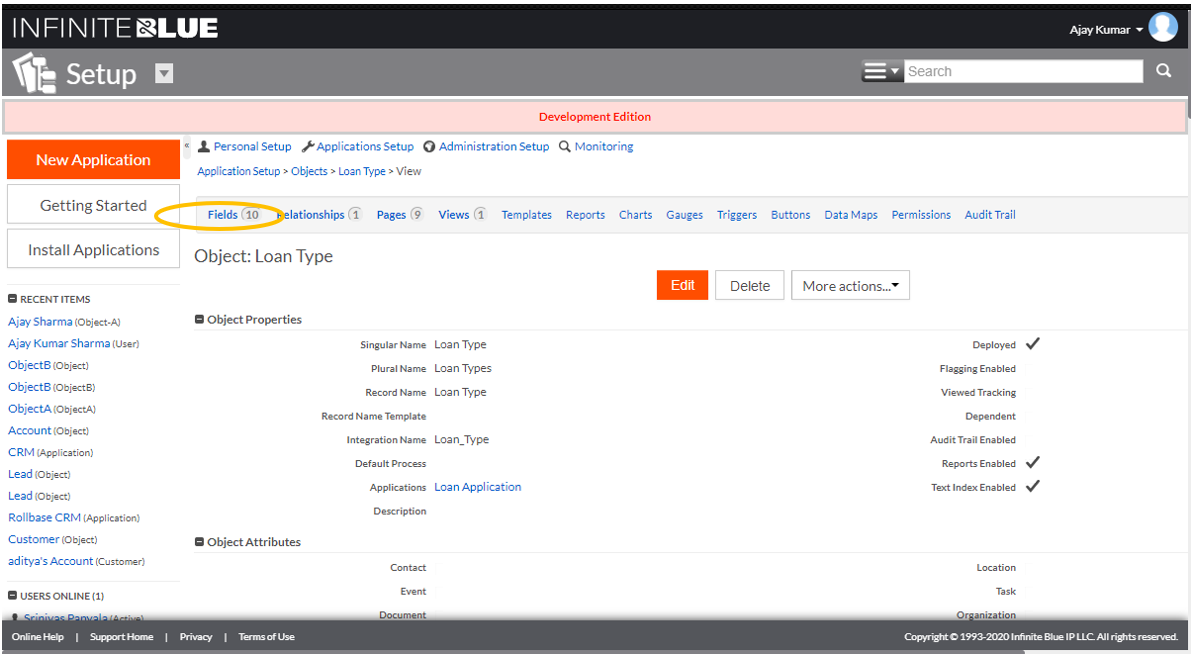 INFINITE BLUE
Ajay Kumar
Setup
Search
Development Edition
New Application
Getting Started
Install Applications
«
Personal Setup Applications Setup Administration Setup Monitoring
Application Setup > Objects > Loan Type > View
Fields 10 Relationships 1 Pages 9 Views 1 Templates Reports Charts Gauges Triggers Buttons Data Maps Permissions Audit Trail
Object: Loan Type
Edit Delete More actions...
RECENT ITEMS
Ajay Sharma (Object-A)
Ajay Kumar Sharma (User)
ObjectB (Object)
ObjectB (ObjectB)
ObjectA (ObjectA)
Account (Object)
CRM (Application)
Lead (Object)
Lead (Object)
Rollbase CRM (Application)
Customer (Object)
aditya's Account (Customer)
USERS ONLINE (1)
Srinivas Panyala (Active)
Object Properties
Singular Name Loan Type Deployed
Plural Name Loan Types Flagging Enabled
Record Name Loan Type Viewed Tracking
Record Name Template Dependent
Integration Name Loan_Type Audit Trail Enabled
Default Process Reports Enabled
Applications Loan Application Text Index Enabled
Description
Object Attributes
Contact Location
Event Task
Document Organization
Online Help | Support Home | Privacy | Terms of Use
Copyright © 1993-2020 Infinite Blue IP LLC. All rights reserved.